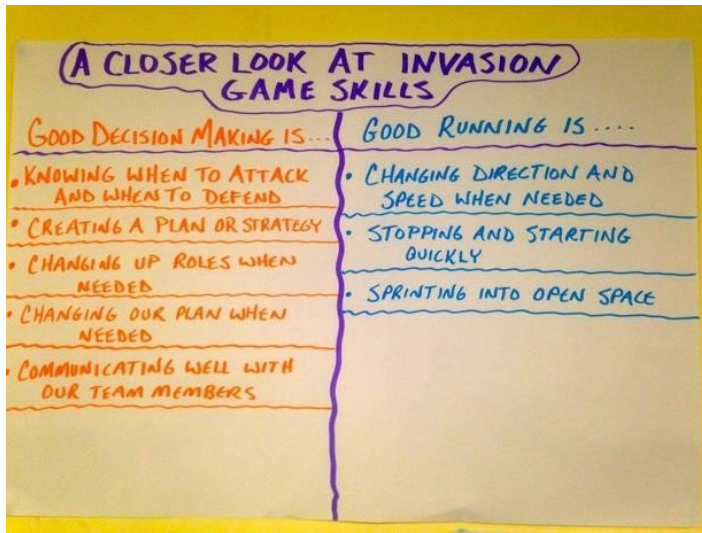 A CLOSER LOOK AT INVASION
GAME SKILLS
GOOD DECISION MAKING IS...
• KNOWING WHEN TO ATTACK
AND WHEN TO DEFEND
• CREATING A PLAN OR STRATEGY
• CHANGING UP ROLES WHEN
NEEDED
• CHANGING OUR PLAN WHEN
NEEDED
• COMMUNICATING WELL WITH
OUR TEAM MEMBERS
GOOD RUNNING IS ....
• CHANGING DIRECTION AND
SPEED WHEN NEEDED
• STOPPING AND STARTING
QUICKLY
• SPRINTING INTO OPEN SPACE